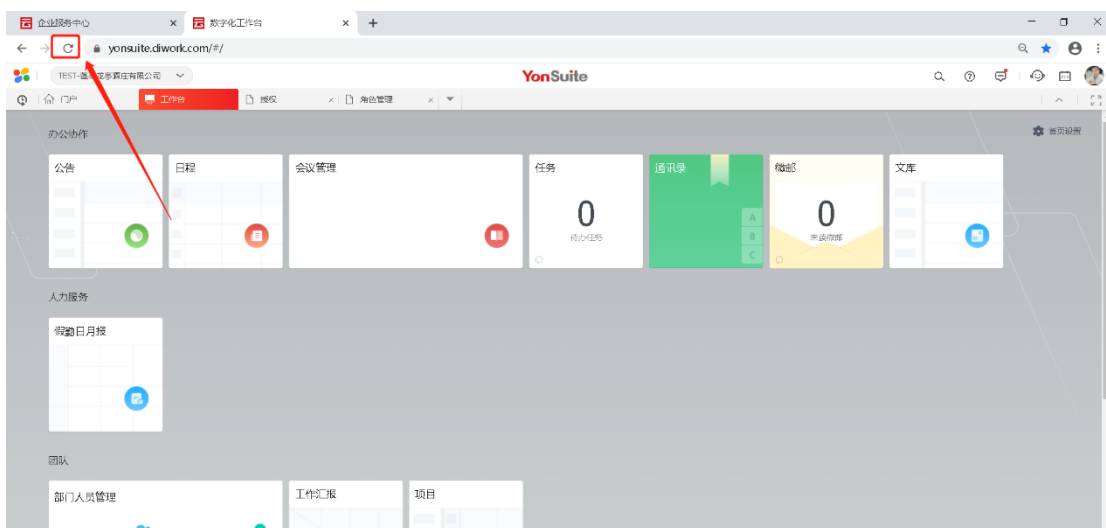 企业服务中心
数字化工作台
yonsuite.diwork.com/#/
TEST-
有限公司
YonSuite
门户
工作台
授权
角色管理
办公协作
首页设置
公告
日程
会议管理
任务
0
待办任务
通讯录
A
B
C
微邮
0
未读微邮
文库
人力服务
假勤日月报
团队
部门人员管理
工作汇报
项目